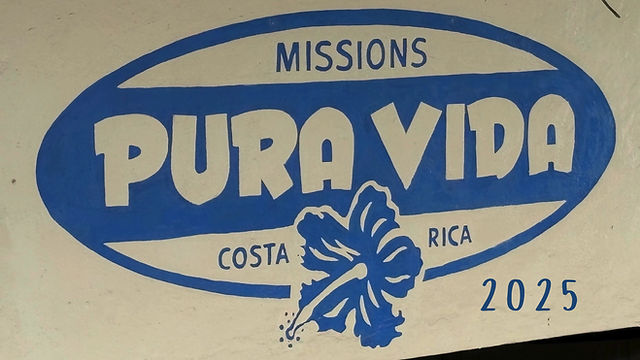 MISSIONS
PURA VIDA
COSTA RICA
2025